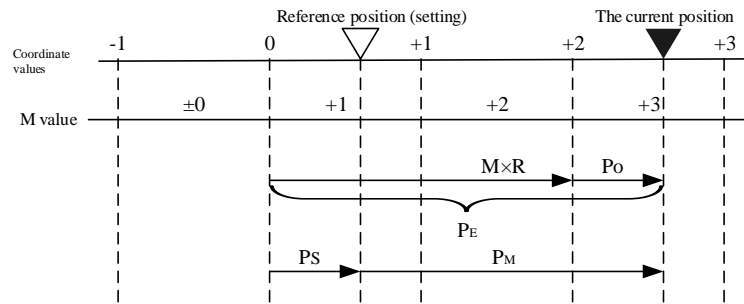 Reference position (setting) The current position
Coordinate values -1 0 +1 +2 +3
M value ±0 +1 +2 +3
M×R Po
PE
PS PM